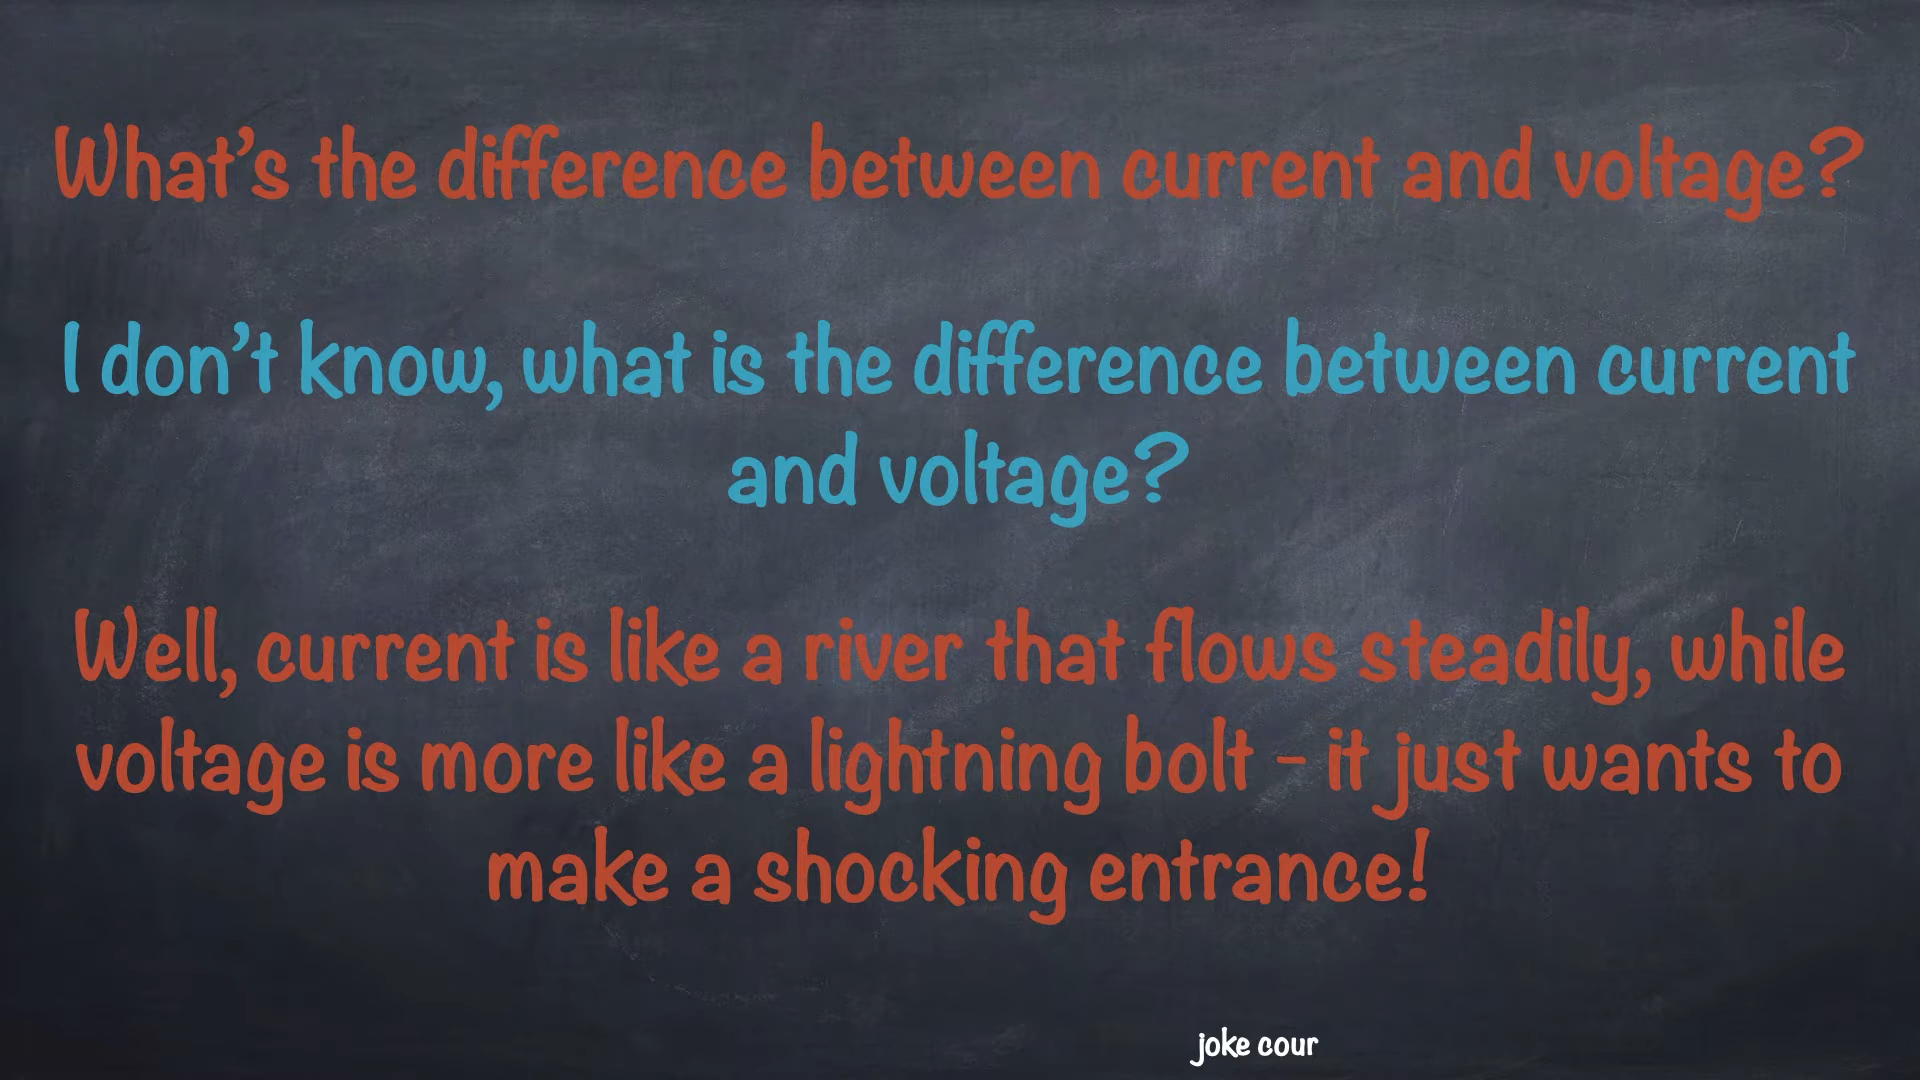 What's the difference between current and voltage?
I don't know, what is the difference between current
and voltage?
Well, current is like a river that flows steadily, while
voltage is more like a lightning bolt - it just wants to
make a shocking entrance!
joke cour